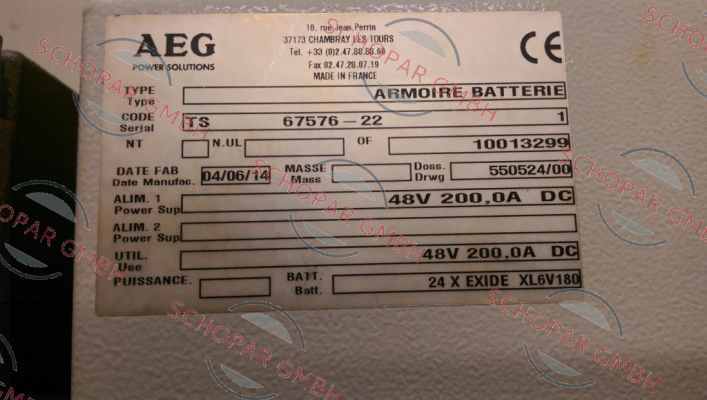 AEG
POWER SOLUTIONS
18, rue Jean Perrin
37173 CHAMBRAY LES TOURS
Tel. +33 (0)2.47.80.88.60
Fax 02.47.28.07.19
MADE IN FRANCE
CE
TYPE ARMOIRE BATTERIE
Type
CODE TS 67576-22 1
Serial
NT N.UL OF 10013299
DATE FAB 04/06/14 MASSE Doss. 550524/00
Date Manufac. Mass Drwg
ALIM. 1 48V 200,0A DC
Power Sup
ALIM. 2
Power Sup
UTIL. 48V 200,0A DC
Use
PUISSANCE. BATT. 24 X EXIDE XL6V180
Batt.
SCHOPAR GMBH
SCHOPAR GMBH
SCHOPAR GMBH
SCHOPAR GMBH
SCHOPAR GMBH
SCHOPAR GMBH
SCHOPAR GMBH